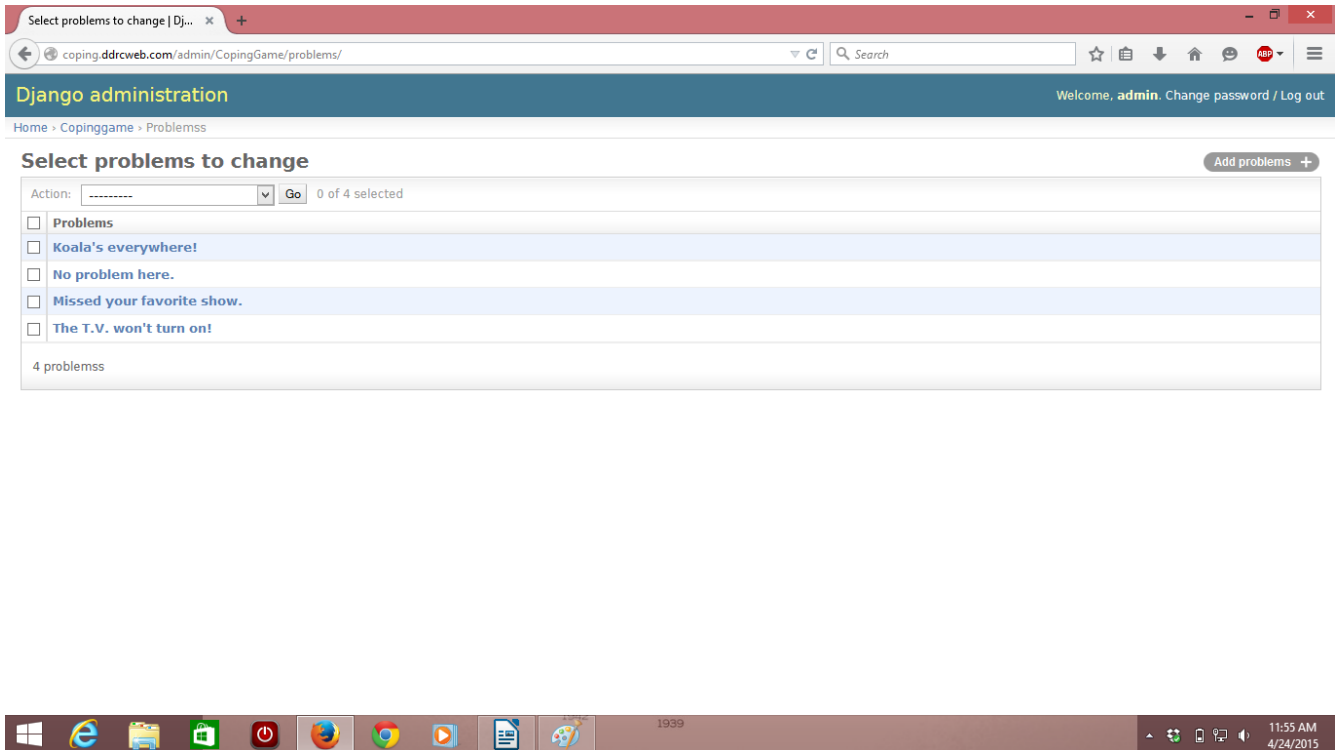 Select problems to change | Dj...
coping.ddrcweb.com/admin/CopingGame/problems/
Search
ABP
Django administration
Welcome, admin. Change password / Log out
Home › Copinggame › Problemss
Select problems to change
Add problems +
Action: --------- Go 0 of 4 selected
Problems
Koala's everywhere!
No problem here.
Missed your favorite show.
The T.V. won't turn on!
4 problemss
1939
11:55 AM
4/24/2015